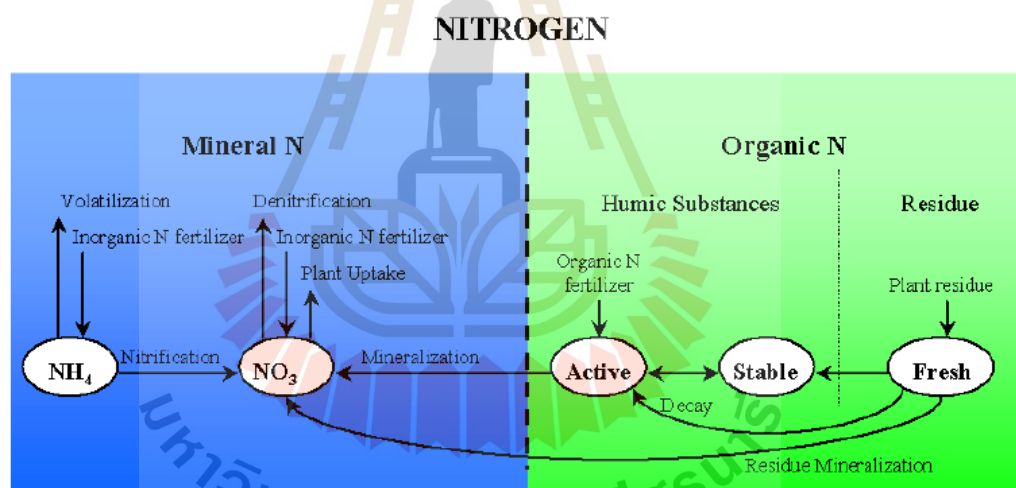 NITROGEN
Mineral N
Organic N
Volatilization
Denitrification
Humic Substances
Residue
Inorganic N fertilizer
Inorganic N fertilizer
Plant Uptake
Organic N
fertilizer
Plant residue
NH4
Nitrification
NO3
Mineralization
Active
Stable
Fresh
Decay
Residue Mineralization